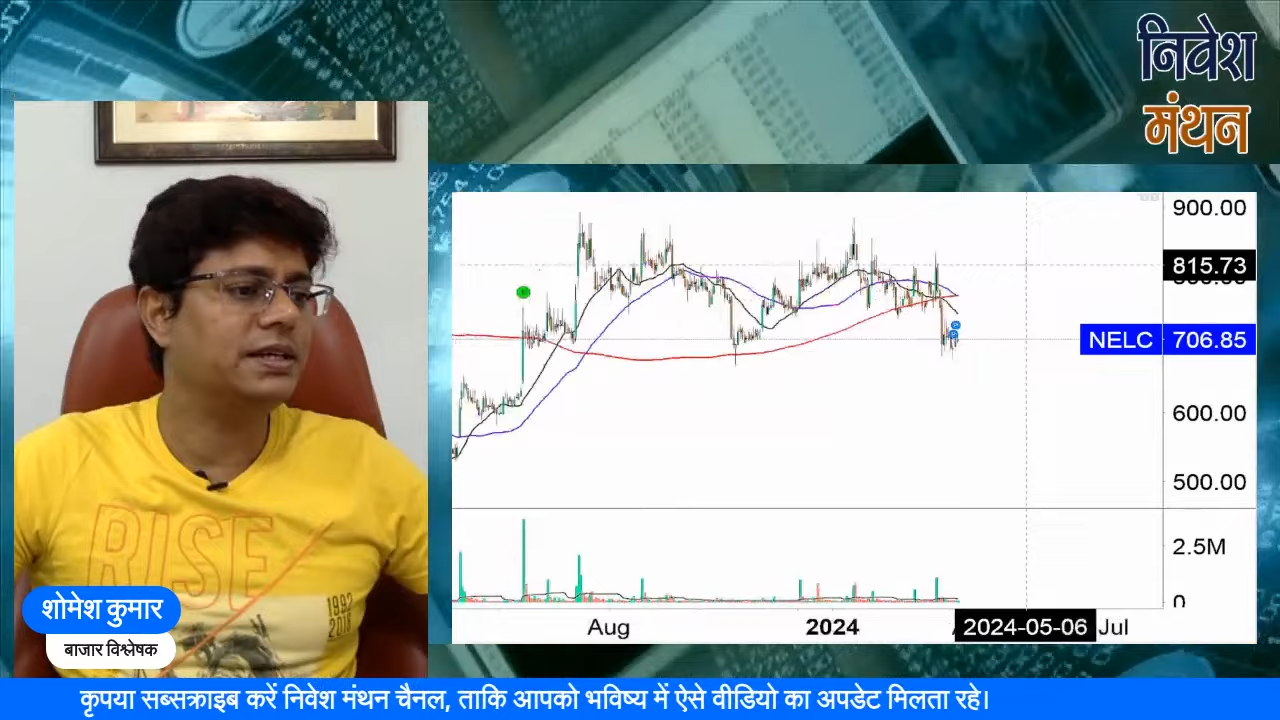 निवेश
मंथन
900.00
815.73
NELC 706.85
600.00
500.00
2.5M
0
Aug
2024
2024-05-06
Jul
RISE
1992
शोमेश कुमार
बाजार विश्लेषक
कृपया सब्सक्राइब करें निवेश मंथन चैनल, ताकि आपको भविष्य में ऐसे वीडियो का अपडेट मिलता रहे।